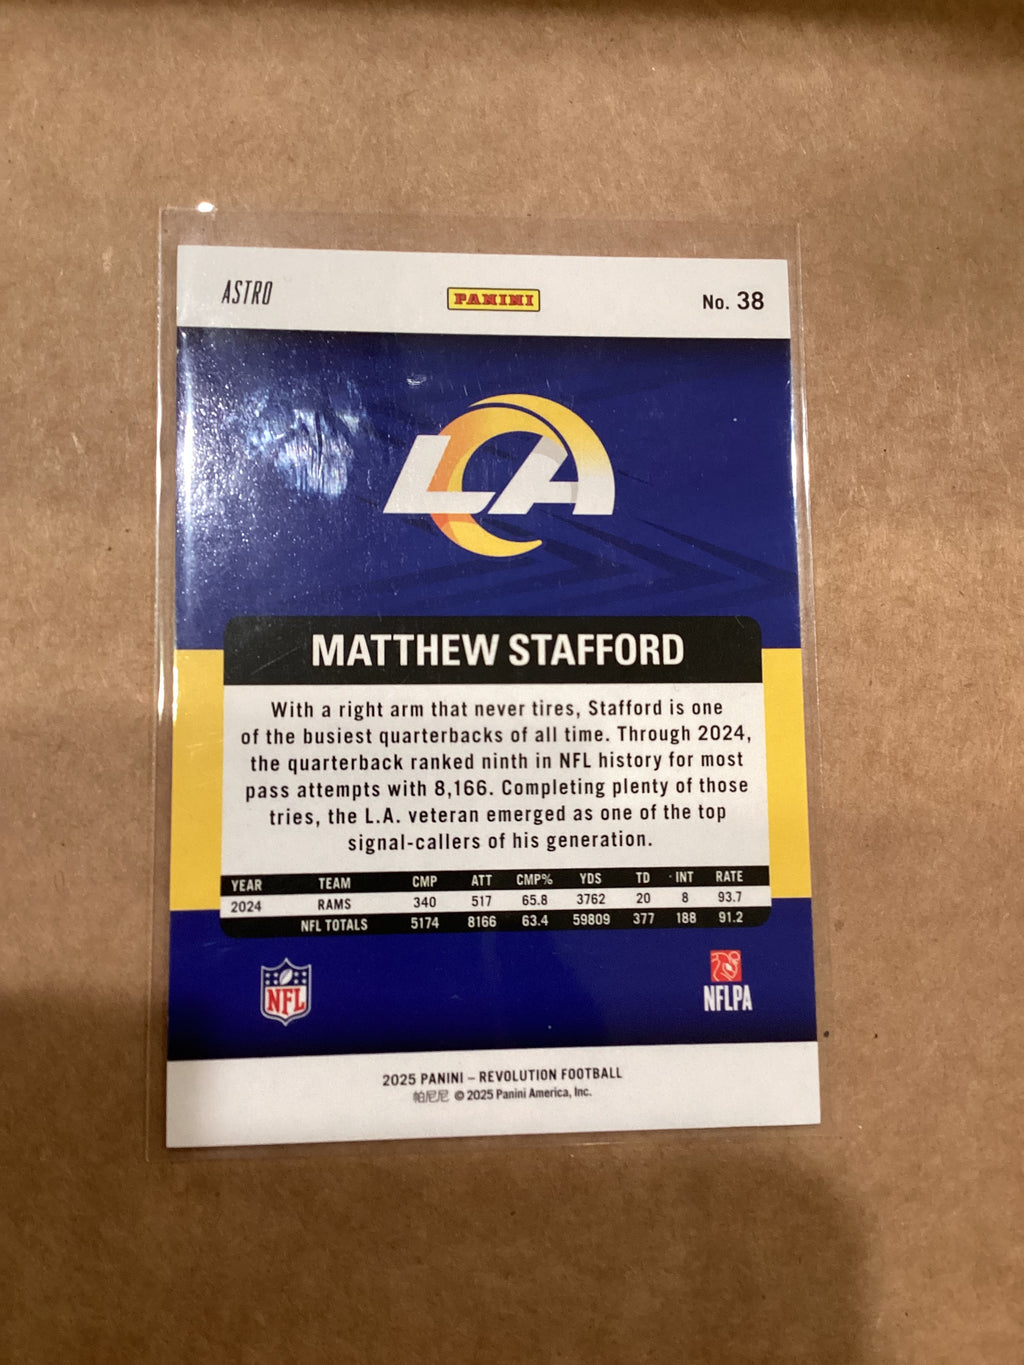 ASTRO
PANINI
No. 38
LA
MATTHEW STAFFORD
With a right arm that never tires, Stafford is one
of the busiest quarterbacks of all time. Through 2024,
the quarterback ranked ninth in NFL history for most
pass attempts with 8,166. Completing plenty of those
tries, the L.A. veteran emerged as one of the top
signal-callers of his generation.
YEAR TEAM CMP ATT CMP% YDS TD INT RATE
2024 RAMS 340 517 65.8 3762 20 8 93.7
NFL TOTALS 5174 8166 63.4 59809 377 188 91.2
NFL
NFLPA
2025 PANINI – REVOLUTION FOOTBALL
帕尼尼 © 2025 Panini America, Inc.